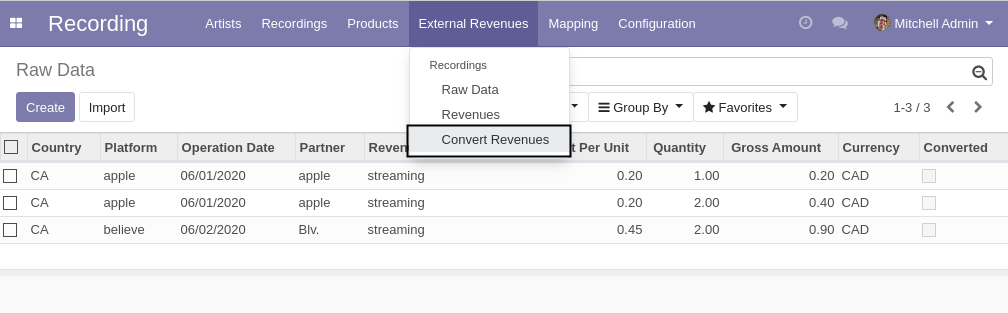 Recording Artists Recordings Products External Revenues Mapping Configuration Mitchell Admin
Raw Data
Recordings
Raw Data
Revenues
Convert Revenues
Create Import Group By Favorites 1-3 / 3
Country Platform Operation Date Partner Per Unit Quantity Gross Amount Currency Converted
CA apple 06/01/2020 apple streaming 0.20 1.00 0.20 CAD
CA apple 06/01/2020 apple streaming 0.20 2.00 0.40 CAD
CA believe 06/02/2020 Blv. streaming 0.45 2.00 0.90 CAD